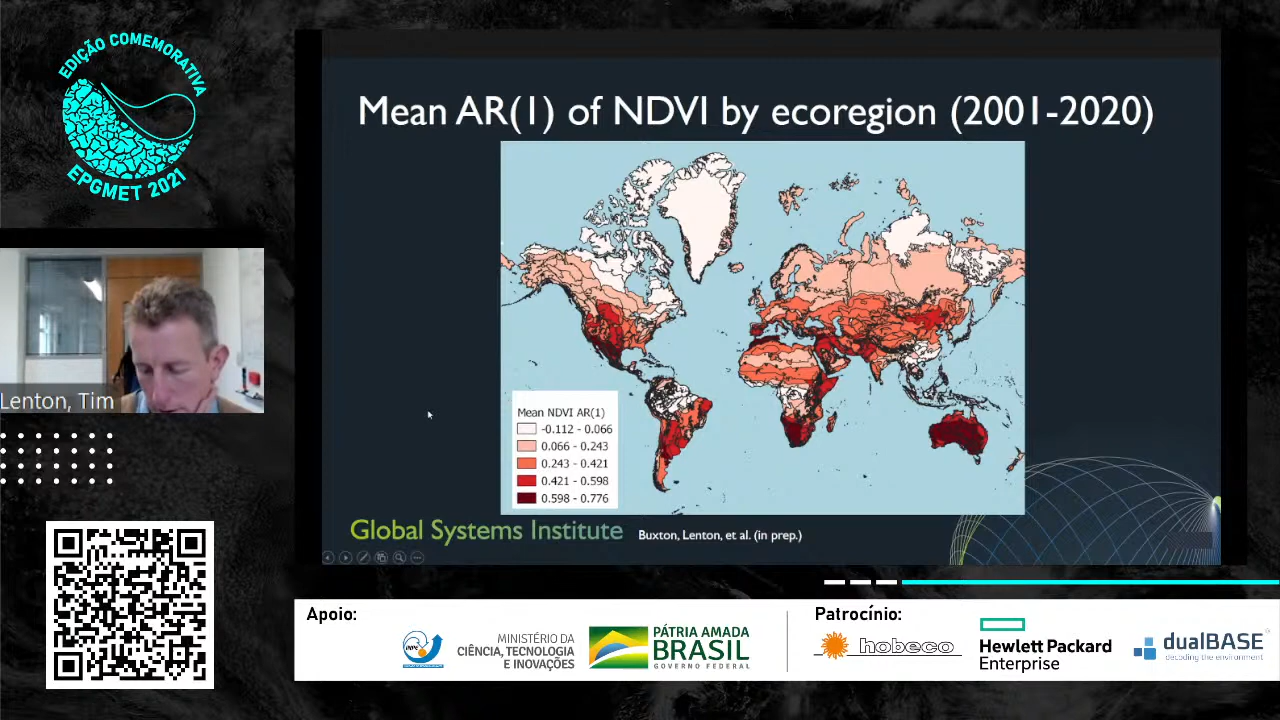 EDIÇÃO COMEMORATIVA
EPGMET 2021
Lenton, Tim
Mean AR(1) of NDVI by ecoregion (2001-2020)
Mean NDVI AR(1)
-0.112 - 0.066
0.066 - 0.243
0.243 - 0.421
0.421 - 0.598
0.598 - 0.776
Global Systems Institute
Buxton, Lenton, et al. (in prep.)
Apoio:
INPE
MINISTÉRIO DA
CIÊNCIA, TECNOLOGIA
E INOVAÇÕES
PÁTRIA AMADA
BRASIL
GOVERNO FEDERAL
Patrocínio:
hobeco
Hewlett Packard
Enterprise
dualBASE
decoding the environment